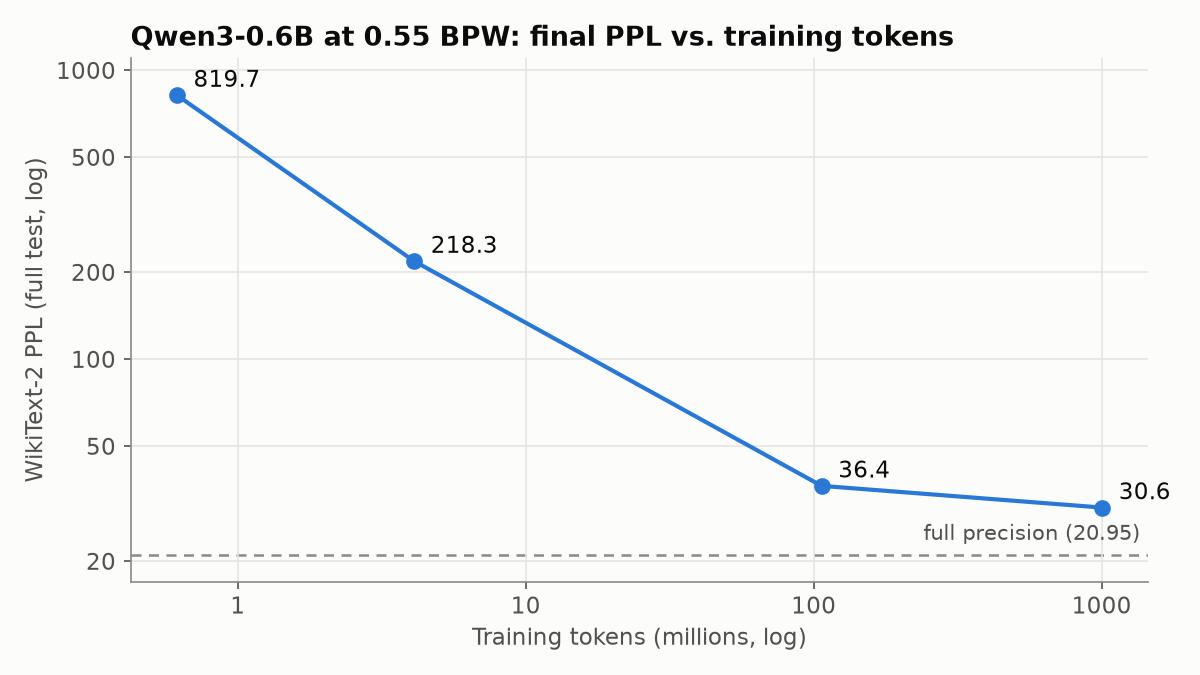 Qwen3-0.6B at 0.55 BPW: final PPL vs. training tokens
1000
819.7
500
218.3
200
100
50
36.4
30.6
full precision (20.95)
20
WikiText-2 PPL (full test, log)
1 10 100 1000
Training tokens (millions, log)